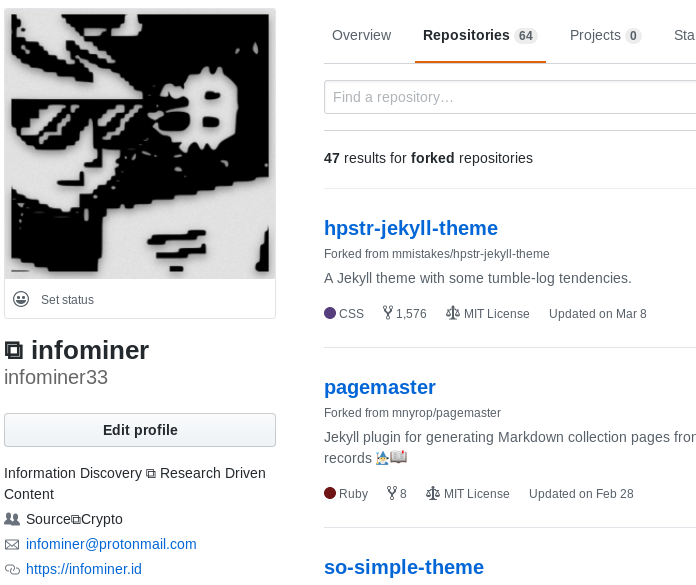 Overview Repositories 64 Projects 0 Sta
Find a repository…
47 results for forked repositories
hpstr-jekyll-theme
Forked from mmistakes/hpstr-jekyll-theme
A Jekyll theme with some tumble-log tendencies.
CSS 1,576 MIT License Updated on Mar 8
pagemaster
Forked from mnyrop/pagemaster
Jekyll plugin for generating Markdown collection pages fror
records 🧙📖
Ruby 8 MIT License Updated on Feb 28
so-simple-theme
Set status
⧉ infominer
infominer33
Edit profile
Information Discovery ⧉ Research Driven
Content
Source⧉Crypto
infominer@protonmail.com
https://infominer.id